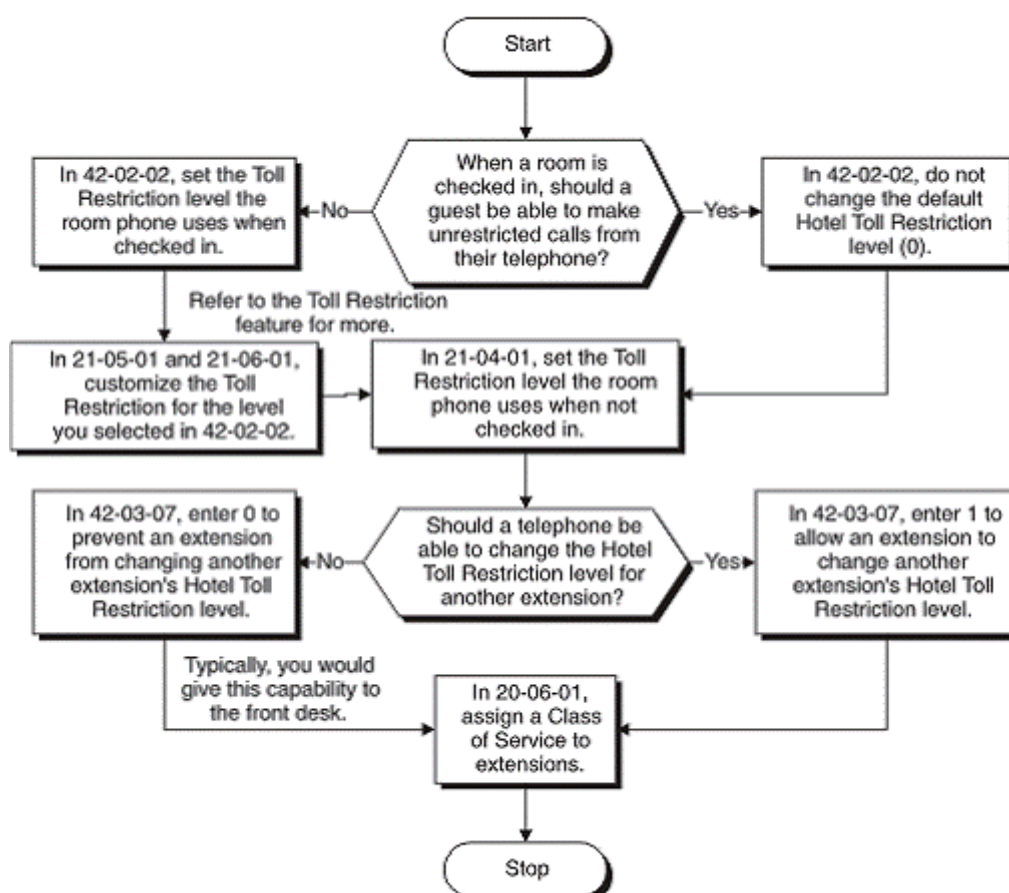 Start
When a room is
checked in, should a
guest be able to make
unrestricted calls from
their telephone?
No
Yes
In 42-02-02, set the Toll
Restriction level the
room phone uses when
checked in.
In 42-02-02, do not
change the default
Hotel Toll Restriction
level (0).
Refer to the Toll Restriction
feature for more.
In 21-05-01 and 21-06-01,
customize the Toll
Restriction for the level
you selected in 42-02-02.
In 21-04-01, set the Toll
Restriction level the room
phone uses when not
checked in.
Should a telephone be
able to change the Hotel
Toll Restriction level for
another extension?
No
Yes
In 42-03-07, enter 0 to
prevent an extension
from changing another
extension's Hotel Toll
Restriction level.
In 42-03-07, enter 1 to
allow an extension to
change another
extension's Hotel Toll
Restriction level.
Typically, you would
give this capability to
the front desk.
In 20-06-01,
assign a Class
of Service to
extensions.
Stop